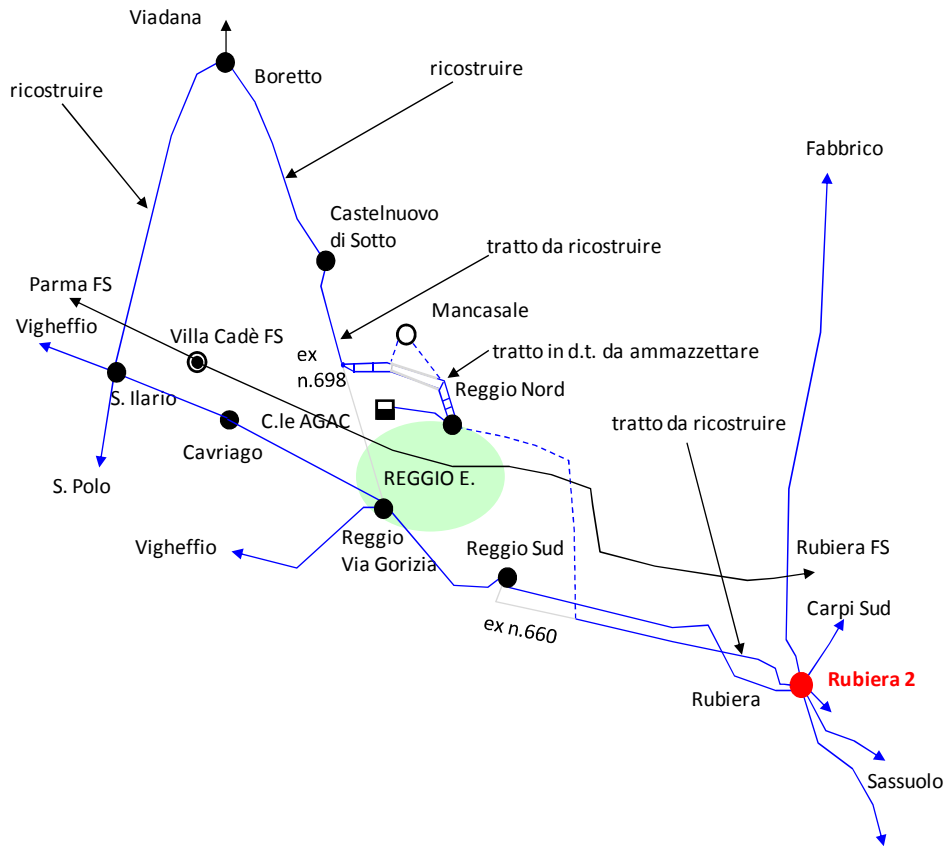 Viadana
Boretto
ricostruire
ricostruire
Fabbrico
Castelnuovo
di Sotto
tratto da ricostruire
Parma FS
Mancasale
Vigheffio
Villa Cadè FS
ex
n.698
tratto in d.t. da ammazzettare
Reggio Nord
S. Ilario
C.le AGAC
tratto da ricostruire
Cavriago
S. Polo
REGGIO E.
Reggio
Via Gorizia
Vigheffio
Reggio Sud
Rubiera FS
Carpi Sud
ex n.660
Rubiera
Rubiera 2
Sassuolo